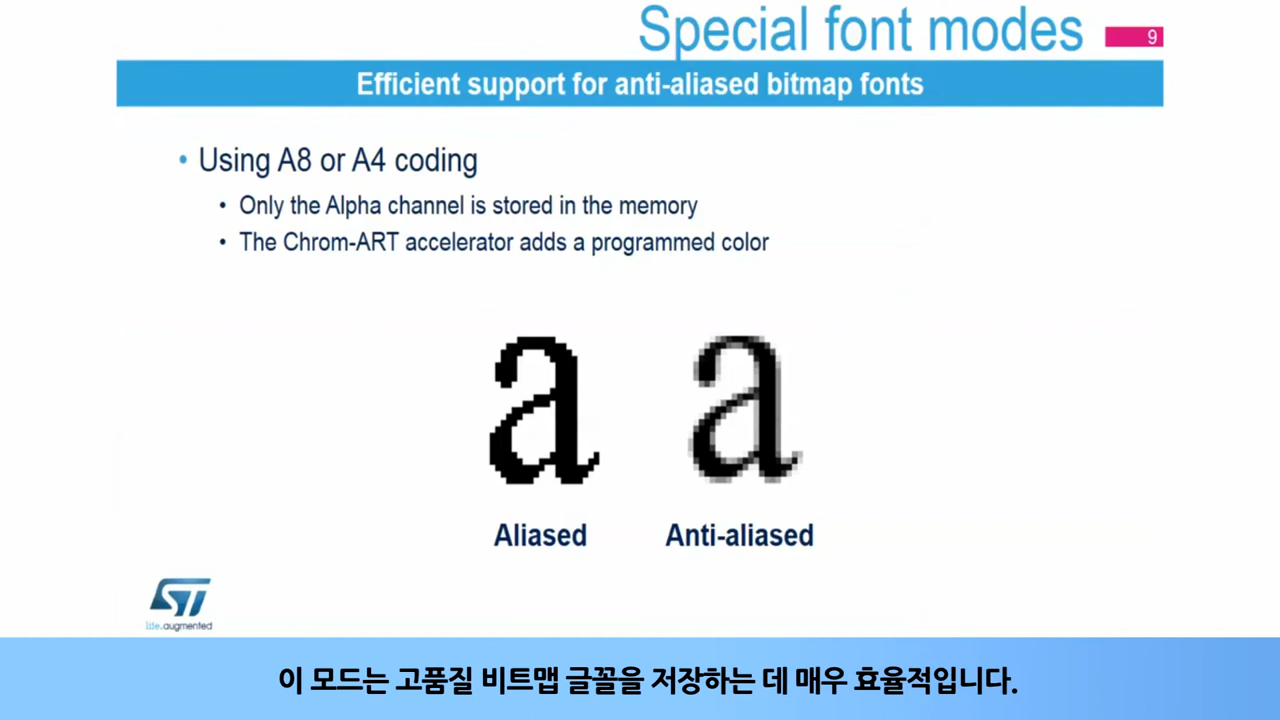 Special font modes
9
Efficient support for anti-aliased bitmap fonts
• Using A8 or A4 coding
• Only the Alpha channel is stored in the memory
• The Chrom-ART accelerator adds a programmed color
a a
Aliased Anti-aliased
ST
life.augmented
이 모드는 고품질 비트맵 글꼴을 저장하는 데 매우 효율적입니다.